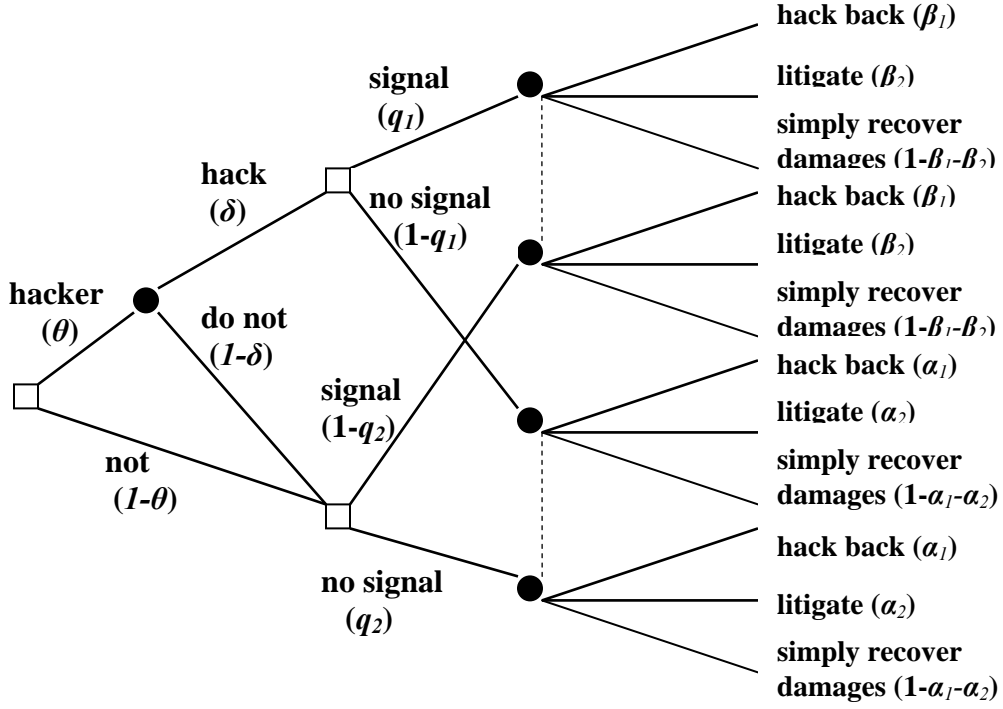 hack back (β1)
signal
(q1)
litigate (β2)
simply recover
damages (1-β1-β2)
hack
(δ)
no signal
(1-q1)
hack back (β1)
litigate (β2)
hacker
(θ)
do not
(1-δ)
simply recover
damages (1-β1-β2)
hack back (α1)
signal
(1-q2)
litigate (α2)
not
(1-θ)
simply recover
damages (1-α1-α2)
hack back (α1)
no signal
(q2)
litigate (α2)
simply recover
damages (1-α1-α2)